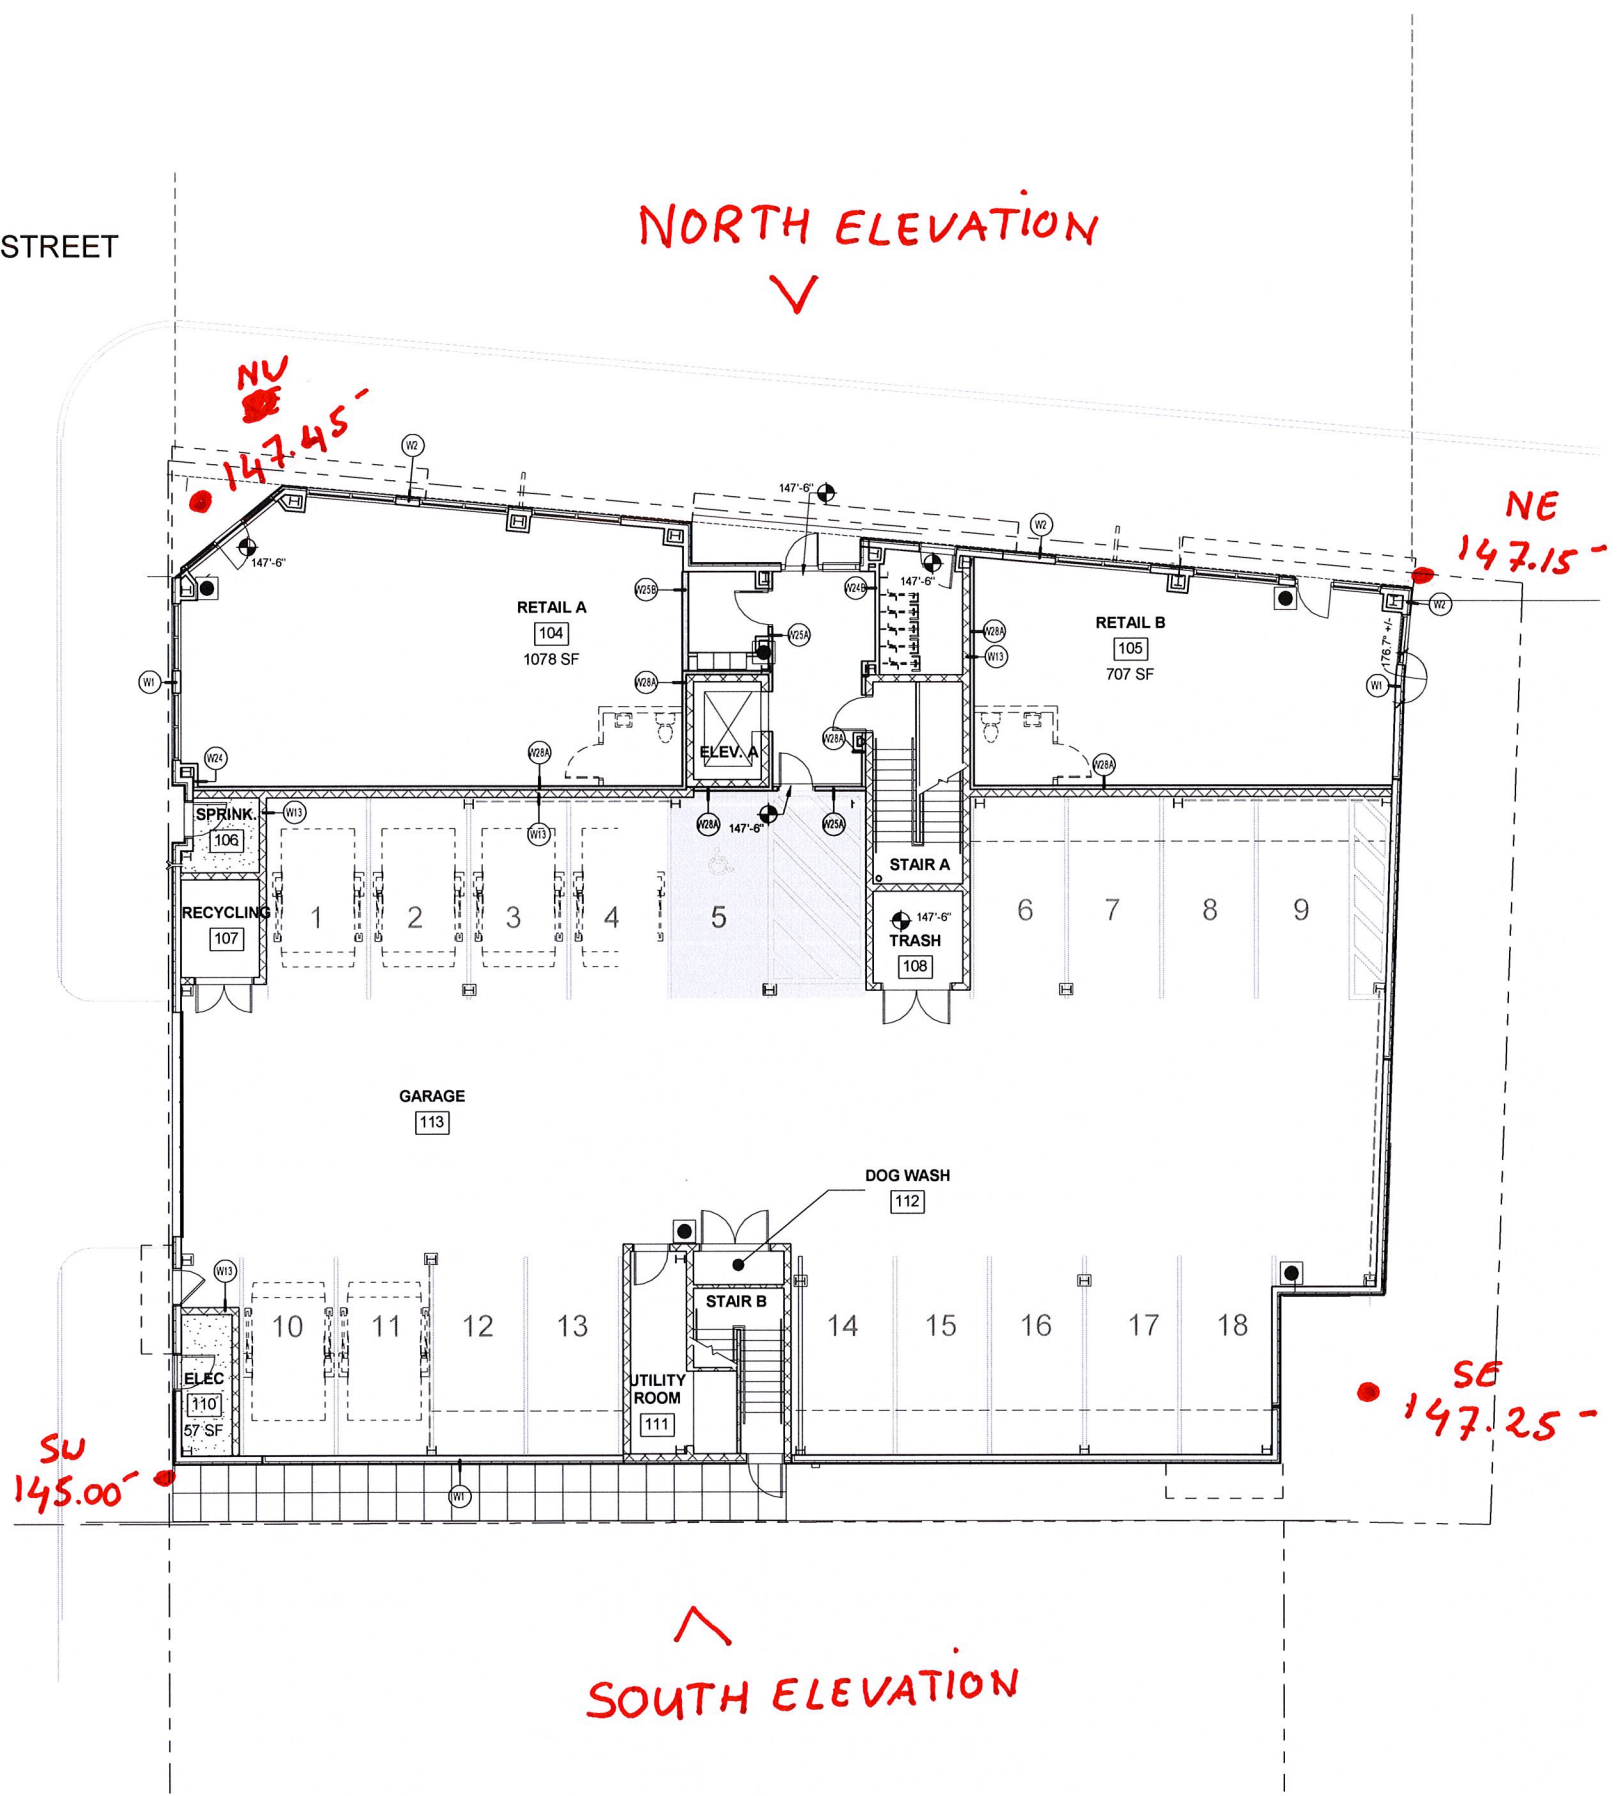 NORTH ELEVATION
STREET
NW
147.45-
W2
147'-6"
NE
147.15-
W2
147'-6"
147'-6"
W25B
W24B
RETAIL A
104
1078 SF
W25A
W28A
W13
RETAIL B
105
707 SF
W2
176.7° +/-
W1
W28A
W1
W24
W28A
ELEV. A
W28A
W28A
SPRINK.
106
W13
W13
W28A
147'-6"
W25A
STAIR A
RECYCLING
107
1
2
3
4
5
147'-6"
TRASH
108
6
7
8
9
GARAGE
113
DOG WASH
112
W13
10
11
12
13
STAIR B
14
15
16
17
18
ELEC
110
57 SF
UTILITY
ROOM
111
SE
147.25-
SW
145.00-
W1
SOUTH ELEVATION